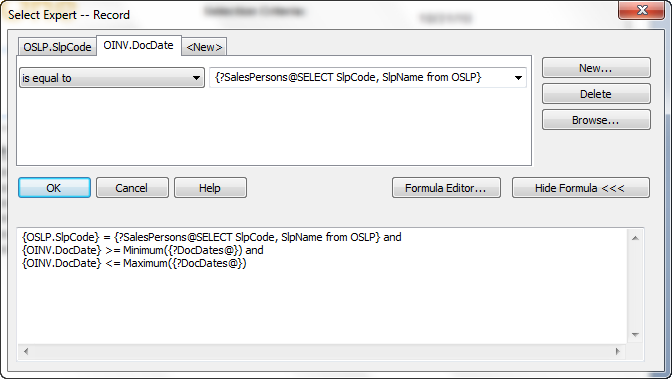 Select Expert -- Record
Selection Criteria:
OSLP.SlpCode
OINV.DocDate
<New>
is equal to
{?SalesPersons@SELECT SlpCode, SlpName from OSLP}
New...
Delete
Browse...
OK
Cancel
Help
Formula Editor...
Hide Formula <<<
{OSLP.SlpCode} = {?SalesPersons@SELECT SlpCode, SlpName from OSLP} and
{OINV.DocDate} >= Minimum({?DocDates@}) and
{OINV.DocDate} <= Maximum({?DocDates@})